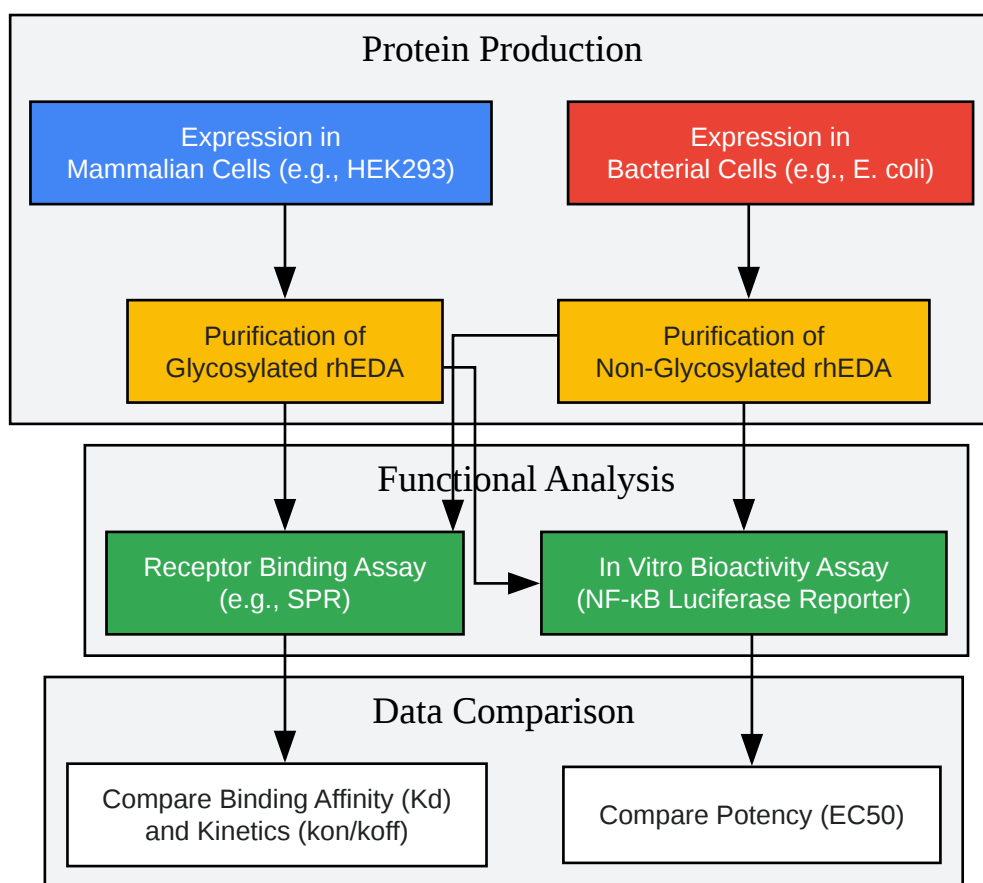 Protein Production
Expression in
Mammalian Cells (e.g., HEK293)
Expression in
Bacterial Cells (e.g., E. coli)
Purification of
Glycosylated rhEDA
Purification of
Non-Glycosylated rhEDA
Functional Analysis
Receptor Binding Assay
(e.g., SPR)
In Vitro Bioactivity Assay
(NF-κB Luciferase Reporter)
Data Comparison
Compare Binding Affinity (Kd)
and Kinetics (kon/koff)
Compare Potency (EC50)